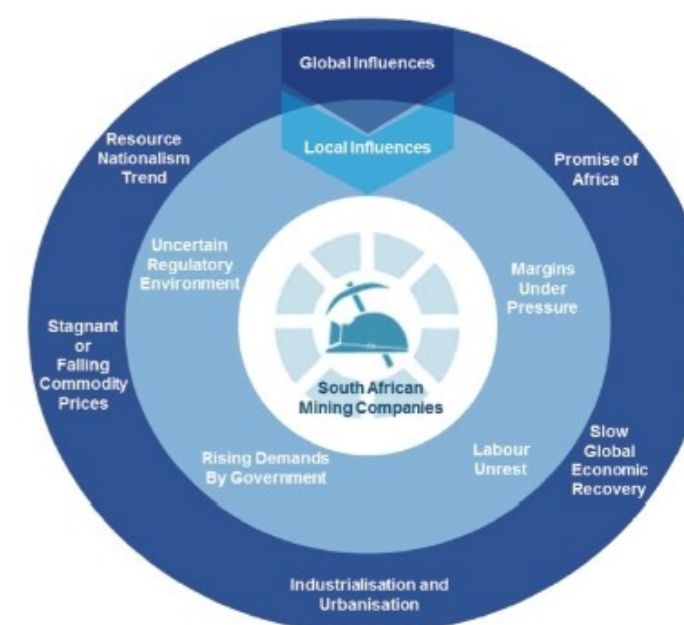 Global Influences
Local Influences
Resource
Nationalism
Trend
Promise of
Africa
Uncertain
Regulatory
Environment
Margins
Under
Pressure
Stagnant
or
Falling
Commodity
Prices
South African
Mining Companies
Slow
Global
Economic
Recovery
Rising Demands
By Government
Labour
Unrest
Industrialisation and
Urbanisation